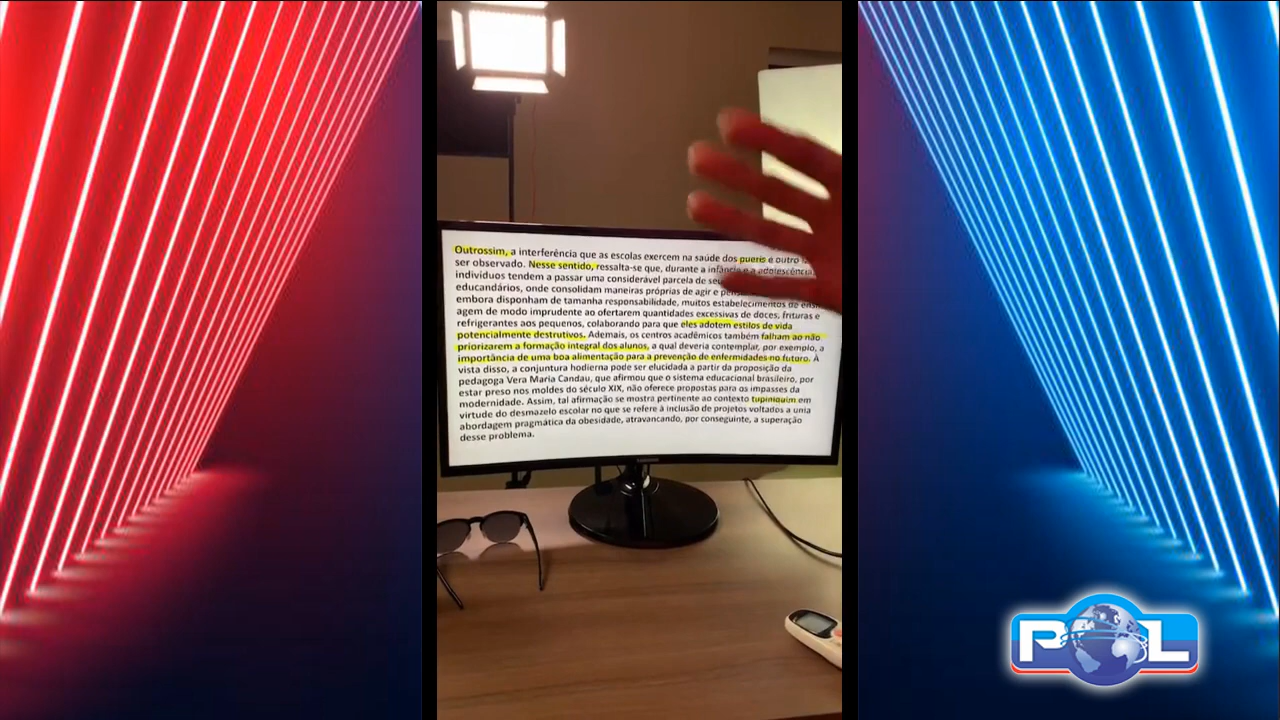 Outrossim, a interferência que as escolas exercem na saúde dos pueris é outro
ser observado. Nesse sentido, ressalta-se que, durante a infância e a adolescência,
indivíduos tendem a passar uma considerável parcela de
educandários, onde consolidam maneiras próprias de agir e
embora disponham de tamanha responsabilidade, muitos estabelecimentos de
agem de modo imprudente ao ofertarem quantidades excessivas de doces, frituras e
refrigerantes aos pequenos, colaborando para que eles adotem estilos de vida
potencialmente destrutivos. Ademais, os centros acadêmicos também falham ao não
priorizarem a formação integral dos alunos, a qual deveria contemplar, por exemplo, a
importância de uma boa alimentação para a prevenção de enfermidades no futuro. À
vista disso, a conjuntura hodierna pode ser elucidada a partir da proposição da
pedagoga Vera Maria Candau, que afirmou que o sistema educacional brasileiro, por
estar preso nos moldes do século XIX, não oferece propostas para os impasses da
modernidade. Assim, tal afirmação se mostra pertinente ao contexto tupiniquim em
virtude do desmazelo escolar no que se refere à inclusão de projetos voltados a uma
abordagem pragmática da obesidade, atravancando, por conseguinte, a superação
desse problema.
POL